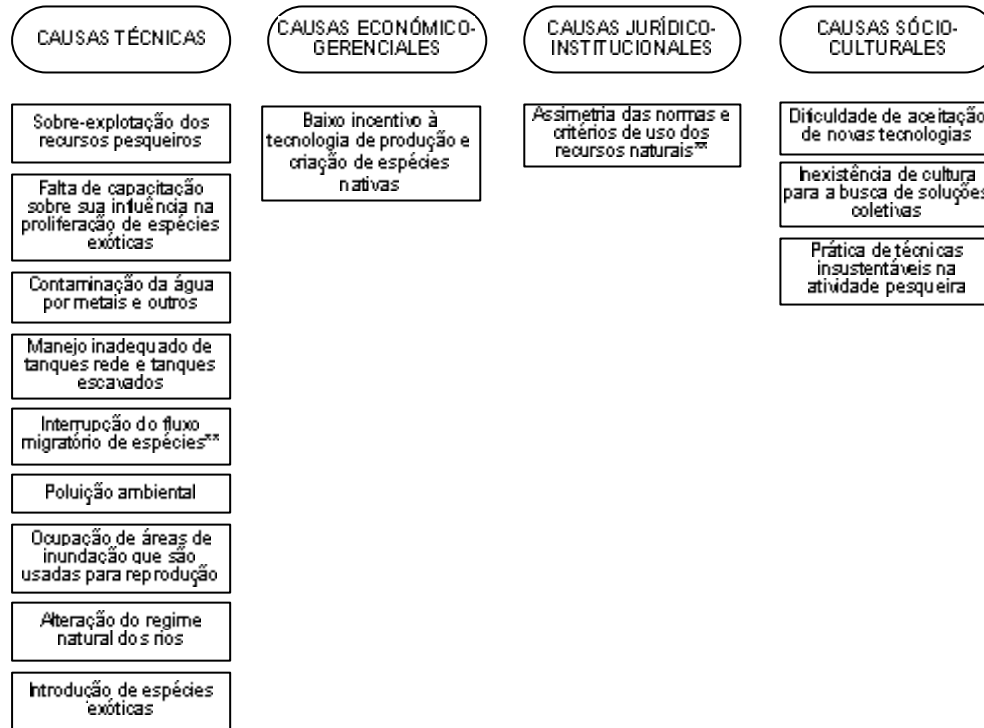 CAUSAS TÉCNICAS
Sobre-explotação dos
recursos pesqueiros
Falta de capacitação
sobre sua influência na
proliferação de espécies
exóticas
Contaminação da água
por metais e outros
Manejo inadequado de
tanques rede e tanques
escavados
Interrupção do fluxo
migratório de espécies**
Poluição ambiental
Ocupação de áreas de
inundação que são
usadas para reprodução
Alteração do regime
natural dos rios
Introdução de espécies
exóticas
CAUSAS ECONÓMICO-
GERENCIALES
Baixo incentivo à
tecnologia de produção e
criação de espécies
nativas
CAUSAS JURÍDICO-
INSTITUCIONALES
Assimetria das normas e
critérios de uso dos
recursos naturais**
CAUSAS SÓCIO-
CULTURALES
Dificuldade de aceitação
de novas tecnologias
Inexistência de cultura
para a busca de soluções
coletivas
Prática de técnicas
insustentáveis na
atividade pesqueira